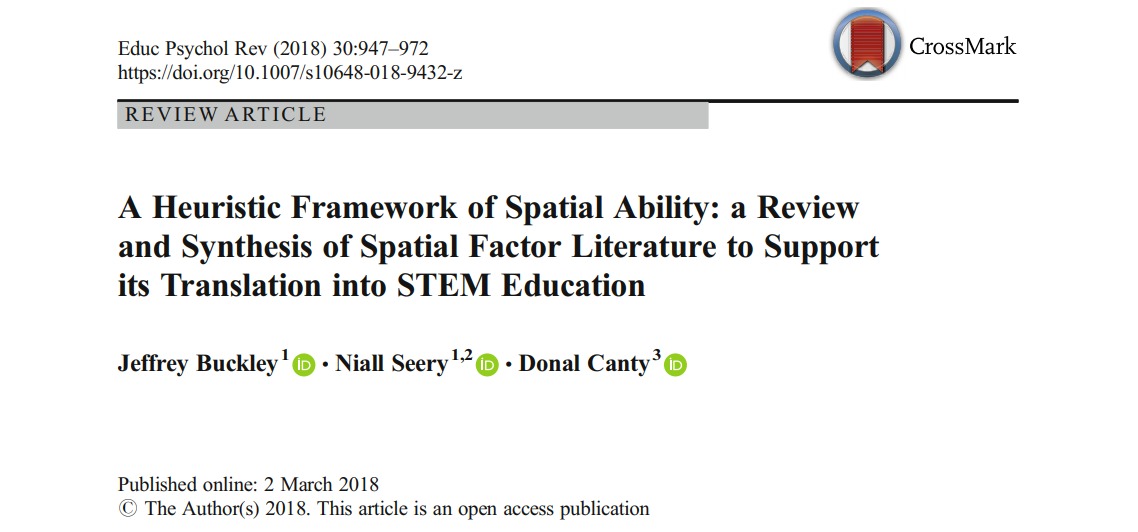 Educ Psychol Rev (2018) 30:947–972
https://doi.org/10.1007/s10648-018-9432-z
CrossMark
REVIEW ARTICLE
A Heuristic Framework of Spatial Ability: a Review
and Synthesis of Spatial Factor Literature to Support
its Translation into STEM Education
Jeffrey Buckley1 iD · Niall Seery1,2 iD · Donal Canty3 iD
Published online: 2 March 2018
© The Author(s) 2018. This article is an open access publication